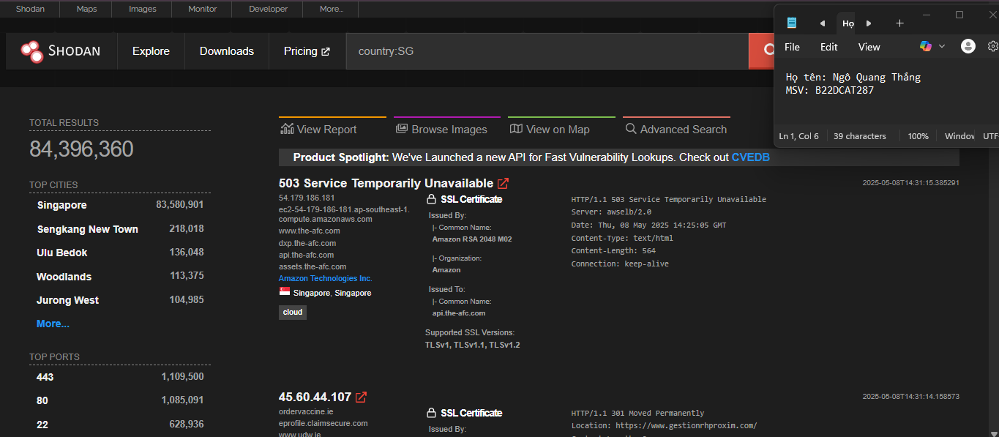 Shodan
Maps
Images
Monitor
Developer
More...
SHODAN
Explore
Downloads
Pricing
country:SG
Họ
File
Edit
View
Họ tên: Ngô Quang Thắng
MSV: B22DCAT287
Ln 1, Col 6
39 characters
100%
Window
UTF
TOTAL RESULTS
84,396,360
TOP CITIES
Singapore 83,580,901
Sengkang New Town 218,018
Ulu Bedok 136,048
Woodlands 113,375
Jurong West 104,985
More...
TOP PORTS
443 1,109,500
80 1,085,091
22 628,936
View Report
Browse Images
View on Map
Advanced Search
Product Spotlight: We've Launched a new API for Fast Vulnerability Lookups. Check out CVEDB
503 Service Temporarily Unavailable
2025-05-08T14:31:15.385291
54.179.186.181
ec2-54-179-186-181.ap-southeast-1.
compute.amazonaws.com
www.the-afc.com
dxp.the-afc.com
api.the-afc.com
assets.the-afc.com
Amazon Technologies Inc.
Singapore, Singapore
cloud
SSL Certificate
Issued By:
|- Common Name:
Amazon RSA 2048 M02
|- Organization:
Amazon
Issued To:
|- Common Name:
api.the-afc.com
Supported SSL Versions:
TLSv1, TLSv1.1, TLSv1.2
HTTP/1.1 503 Service Temporarily Unavailable
Server: awselb/2.0
Date: Thu, 08 May 2025 14:25:05 GMT
Content-Type: text/html
Content-Length: 564
Connection: keep-alive
45.60.44.107
2025-05-08T14:31:14.158573
ordervaccine.ie
eprofile.claimsecure.com
www.udw.ie
SSL Certificate
Issued By:
HTTP/1.1 301 Moved Permanently
Location: https://www.gestionrhproxim.com/